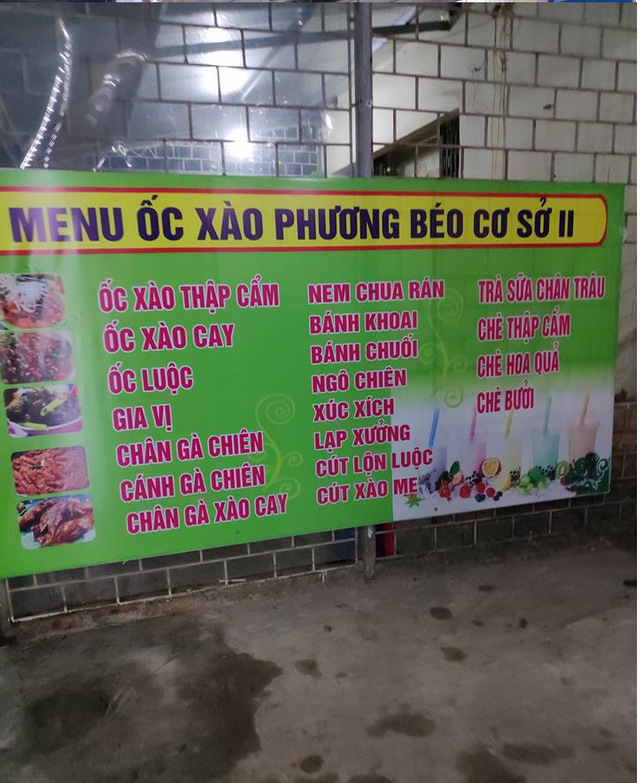 MENU ỐC XÀO PHƯƠNG BÉO CƠ SỞ II
ỐC XÀO THẬP CẨM
ỐC XÀO CAY
ỐC LUỘC
GIA VỊ
CHÂN GÀ CHIÊN
CÁNH GÀ CHIÊN
CHÂN GÀ XÀO CAY
NEM CHUA RÁN
BÁNH KHOAI
BÁNH CHUỐI
NGÔ CHIÊN
XÚC XÍCH
LẠP XƯỞNG
CÚT LỘN LUỘC
CÚT XÀO ME
TRÀ SỮA CHÂN TRÂU
CHÈ THẬP CẨM
CHÈ HOA QUẢ
CHÈ BƯỞI